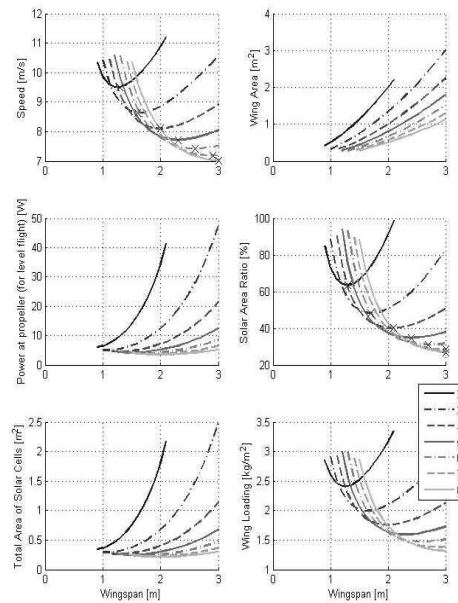 12
11
10
9
8
7
0 1 2 3
Speed [m/s]
4
3
2
1
0
0 1 2 3
Wing Area [m²]
50
40
30
20
10
0
0 1 2 3
Power at propeller (for level flight) [W]
100
80
60
40
20
0 1 2 3
Solar Area Ratio [%]
2.5
2
1.5
1
0.5
0
0 1 2 3
Total Area of Solar Cells [m²]
Wingspan [m]
3.5
3
2.5
2
1.5
1
0 1 2 3
Wing Loading [kg/m²]
Wingspan [m]